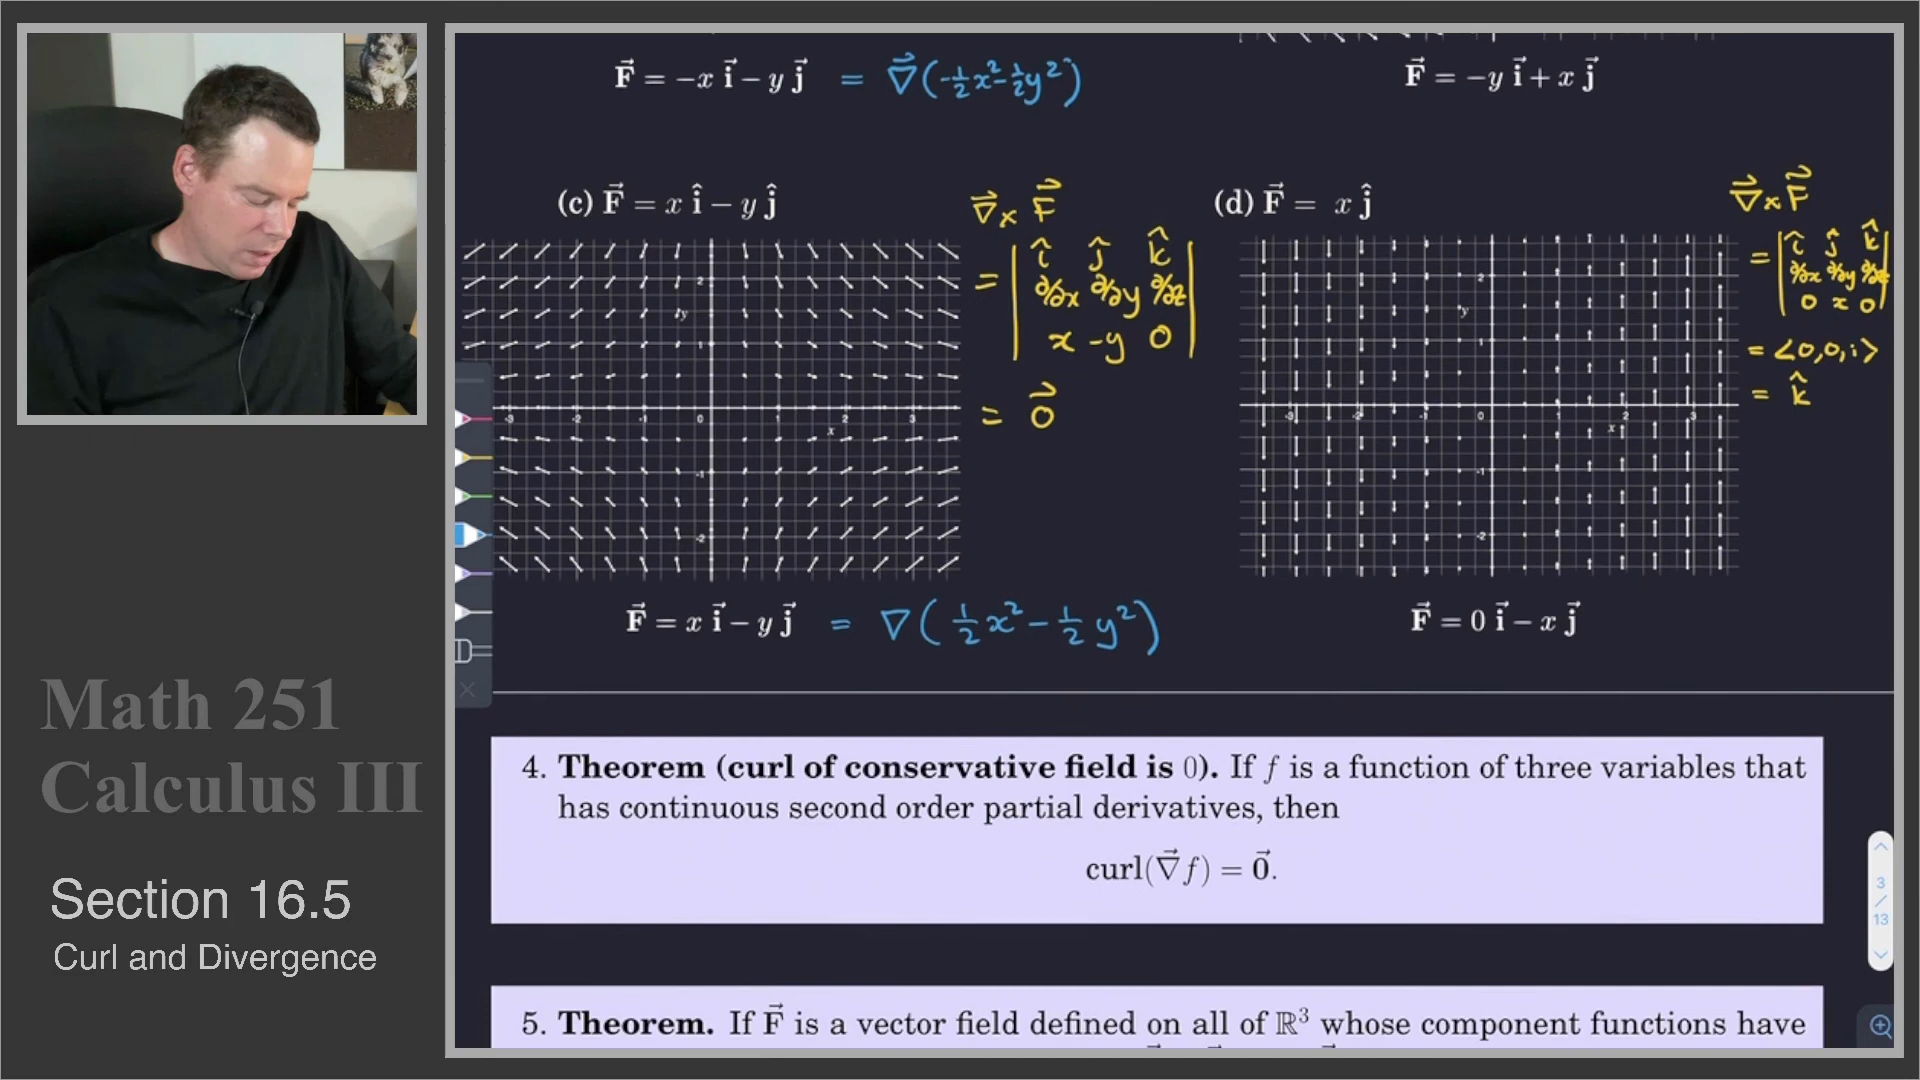 F⃗ = −x i⃗ − y j⃗ = ∇⃗(-½x²-½y²)
F⃗ = −y i⃗ + x j⃗
(c) F⃗ = x î − y ĵ
∇⃗ × F⃗
= | î ĵ k̂ |
| ∂/∂x ∂/∂y ∂/∂z |
| x -y 0 |
= 0⃗
F⃗ = x i⃗ − y j⃗ = ∇(½x² − ½y²)
(d) F⃗ = x ĵ
∇⃗ × F⃗
= | î ĵ k̂ |
| ∂/∂x ∂/∂y ∂/∂z |
| 0 x 0 |
= <0,0,1>
= k̂
F⃗ = 0 i⃗ − x j⃗
4. Theorem (curl of conservative field is 0). If f is a function of three variables that
has continuous second order partial derivatives, then
curl(∇⃗f) = 0⃗.
5. Theorem. If F⃗ is a vector field defined on all of ℝ³ whose component functions have
Math 251
Calculus III
Section 16.5
Curl and Divergence
3
/
13